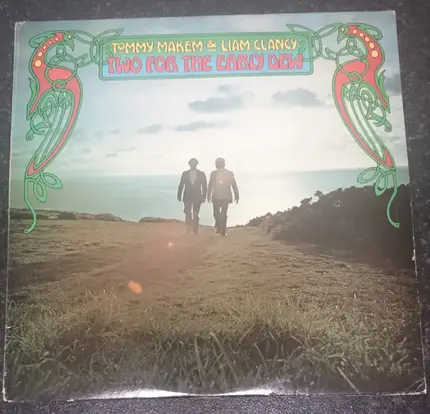 TOMMY MAKEM & LIAM CLANCY
TWO FOR THE EARLY DEW